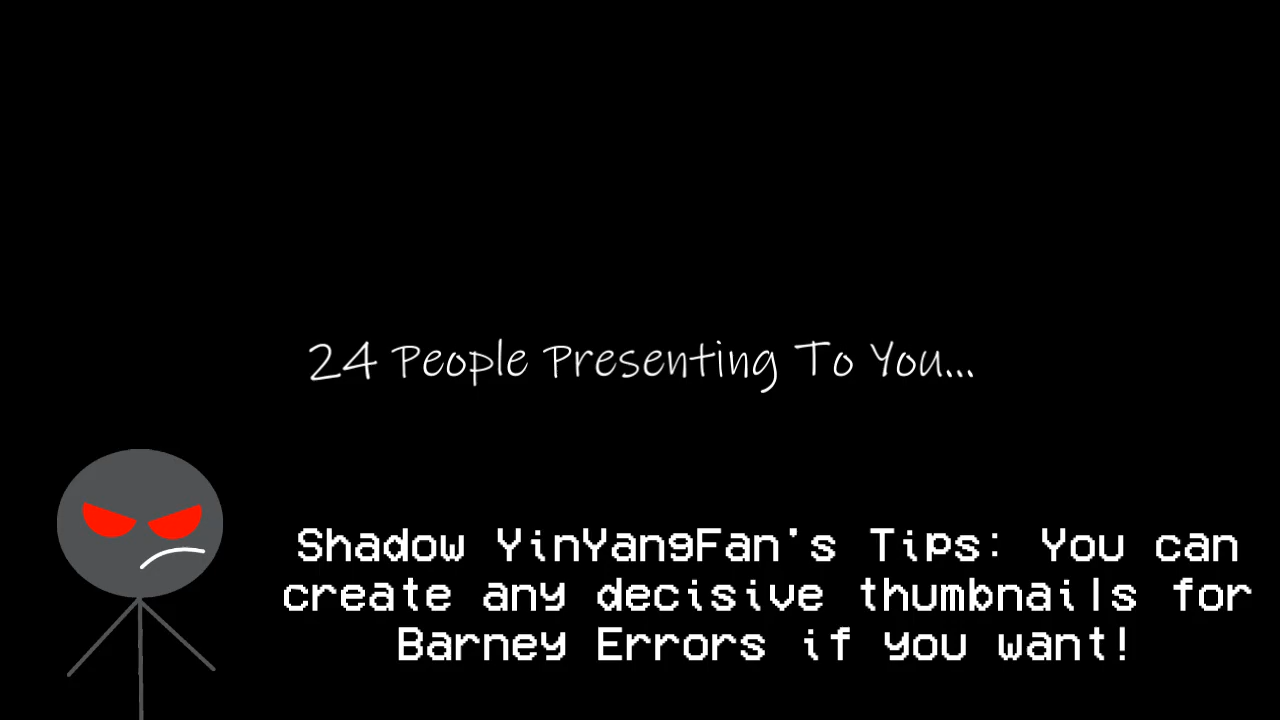 24 People Presenting To You...
Shadow YinYangFan's Tips: You can
create any decisive thumbnails for
Barney Errors if you want!